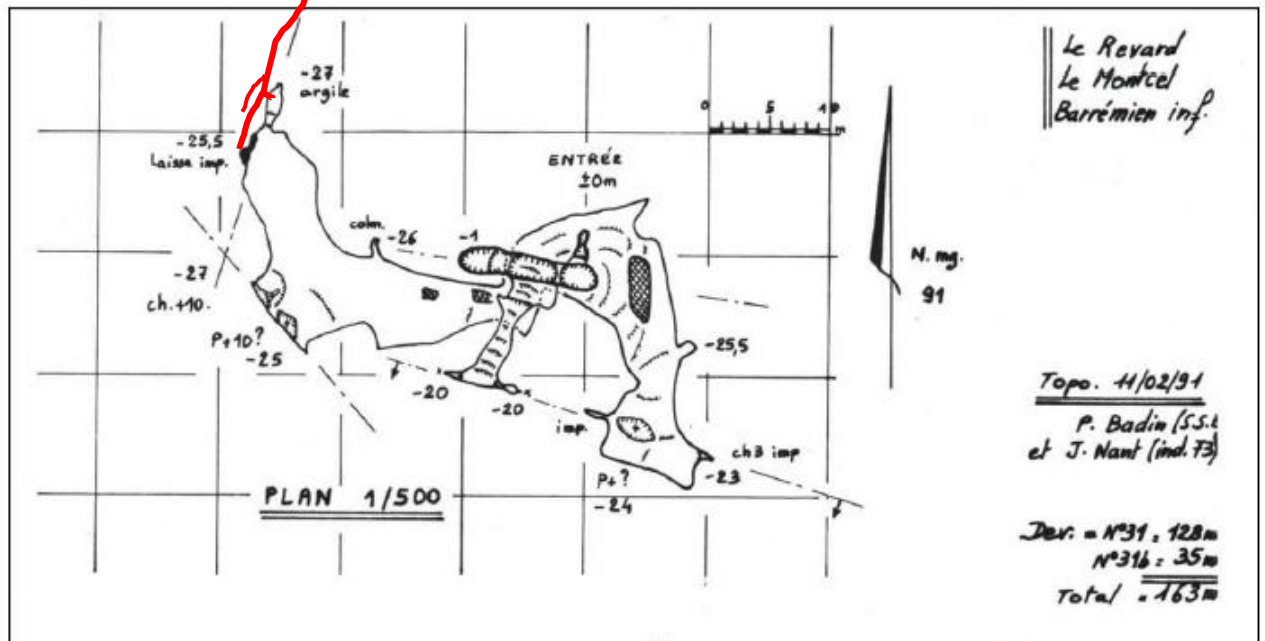 Le Revard
Le Montcel
Barrémien inf.
-27
argile
0 5 10
m
-25,5
Laisse imp.
ENTRÉE
±0m
colm.
-26
-1
N. mg.
91
-27
ch.+10.
P+10?
-25
-25,5
-20
-20
imp.
ch3 imp
-23
P+?
-24
PLAN 1/500
Topo. 11/02/91
P. Badin (S.S.
et J. Nant (ind. 73)
Dev. = N°31 : 128m
N°31b : 35m
Total = 163m